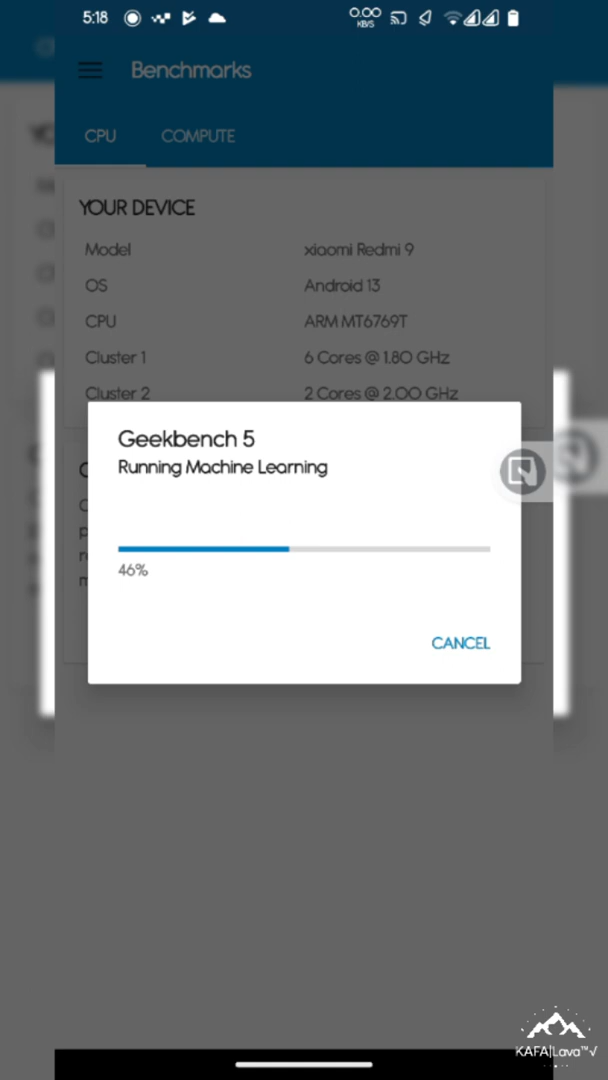 5:18
0.00
KB/S
Benchmarks
CPU COMPUTE
YOUR DEVICE
Model xiaomi Redmi 9
OS Android 13
CPU ARM MT6769T
Cluster 1 6 Cores @ 1.80 GHz
Cluster 2 2 Cores @ 2.00 GHz
Geekbench 5
Running Machine Learning
46%
CANCEL
KAFA|Lava™√